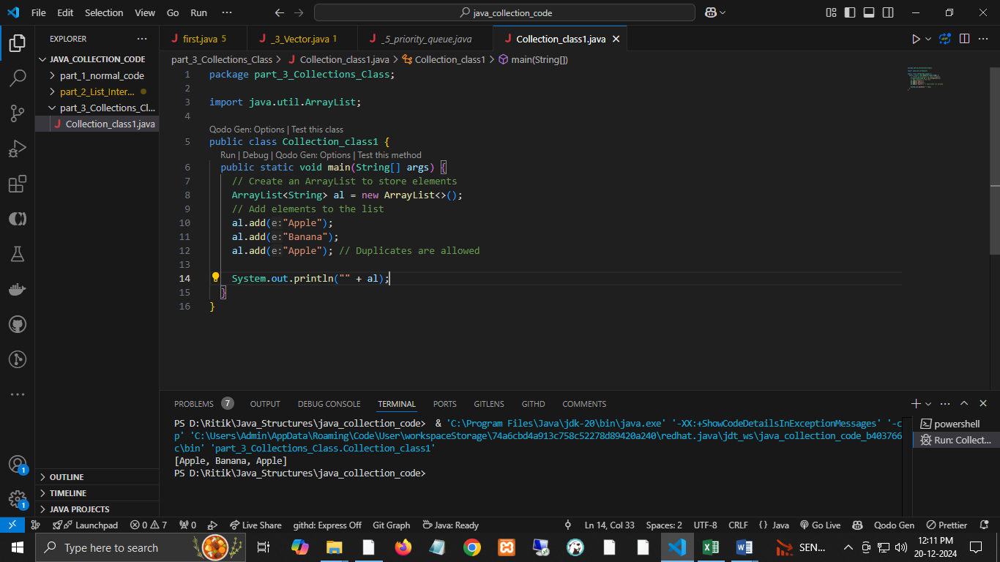 File Edit Selection View Go Run ··· java_collection_code
EXPLORER ···
JAVA_COLLECTION_CODE
part_1_normal_code
part_2_List_Inter...
part_3_Collections_Cl...
Collection_class1.java
OUTLINE
TIMELINE
JAVA PROJECTS
first.java 5 _3_Vector.java 1 _5_priority_queue.java Collection_class1.java
part_3_Collections_Class > Collection_class1.java > Collection_class1 > main(String[])
1 package part_3_Collections_Class;
2
3 import java.util.ArrayList;
4
Qodo Gen: Options | Test this class
5 public class Collection_class1 {
Run | Debug | Qodo Gen: Options | Test this method
6 public static void main(String[] args) {
7 // Create an ArrayList to store elements
8 ArrayList<String> al = new ArrayList<>();
9 // Add elements to the list
10 al.add(e:"Apple");
11 al.add(e:"Banana");
12 al.add(e:"Apple"); // Duplicates are allowed
13
14 System.out.println("" + al);
15 }
16 }
PROBLEMS 7 OUTPUT DEBUG CONSOLE TERMINAL PORTS GITLENS GITHD COMMENTS
PS D:\Ritik\Java_Structures\java_collection_code> & 'C:\Program Files\Java\jdk-20\bin\java.exe' '-XX:+ShowCodeDetailsInExceptionMessages' '-c
p' 'C:\Users\Admin\AppData\Roaming\Code\User\workspaceStorage\74a6cbd4a913c758c52278d89420a240\redhat.java\jdt_ws\java_collection_code_b403766
c\bin' 'part_3_Collections_Class.Collection_class1'
[Apple, Banana, Apple]
PS D:\Ritik\Java_Structures\java_collection_code>
powershell
Run: Collect...
1
1
Launchpad 0 7 0 Live Share githd: Express Off Git Graph Java: Ready Ln 14, Col 33 Spaces: 2 UTF-8 CRLF {} Java Go Live Qodo Gen Prettier
Type here to search SEN... 12:11 PM
20-12-2024